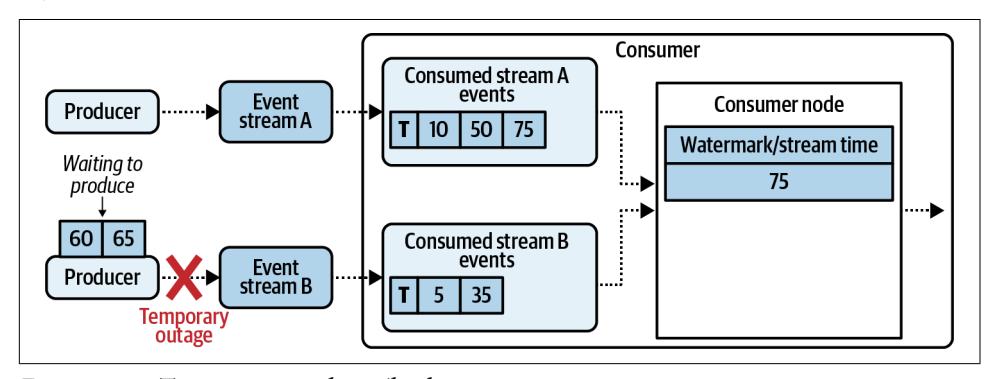 Consumer
Producer
Event
stream A
Consumed stream A
events
T 10 50 75
Consumer node
Watermark/stream time
75
Waiting to
produce
60 65
Producer
Temporary
outage
Event
stream B
Consumed stream B
events
T 5 35